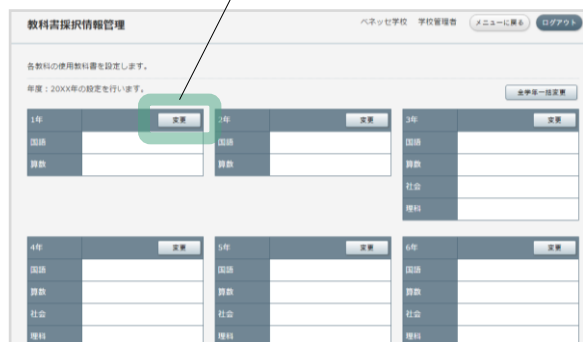 教科書採択情報管理
ベネッセ学校 学校管理者 メニューに戻る ログアウト
各教科の使用教科書を設定します。
年度：20XX年の設定を行います。
全学年一括変更
1年 変更
国語
算数
2年 変更
国語
算数
3年 変更
国語
算数
社会
理科
4年 変更
国語
算数
社会
理科
5年 変更
国語
算数
社会
理科
6年 変更
国語
算数
社会
理科